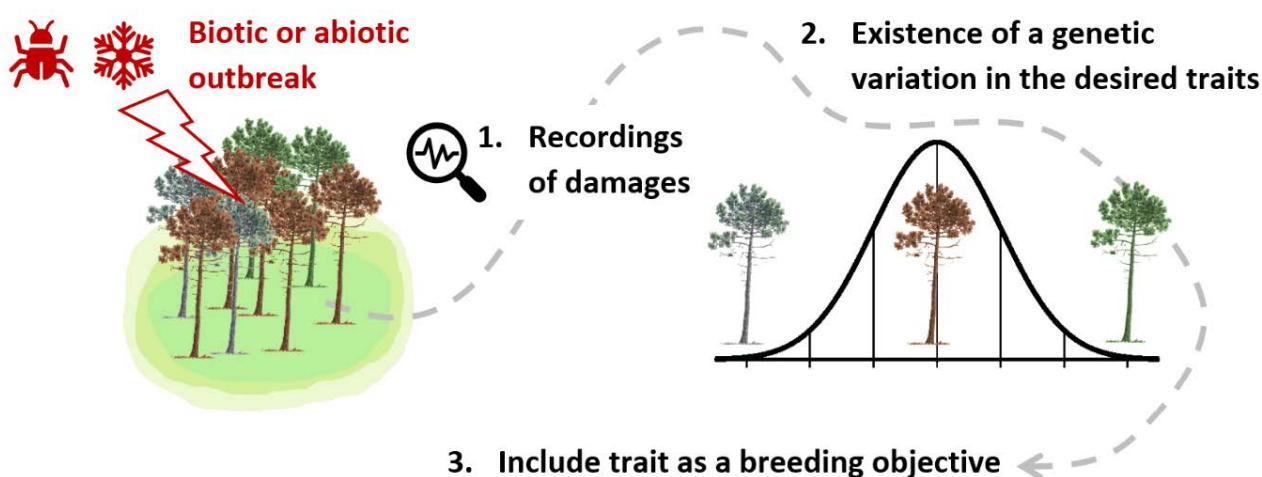 Biotic or abiotic
outbreak
1. Recordings
of damages
2. Existence of a genetic
variation in the desired traits
3. Include trait as a breeding objective